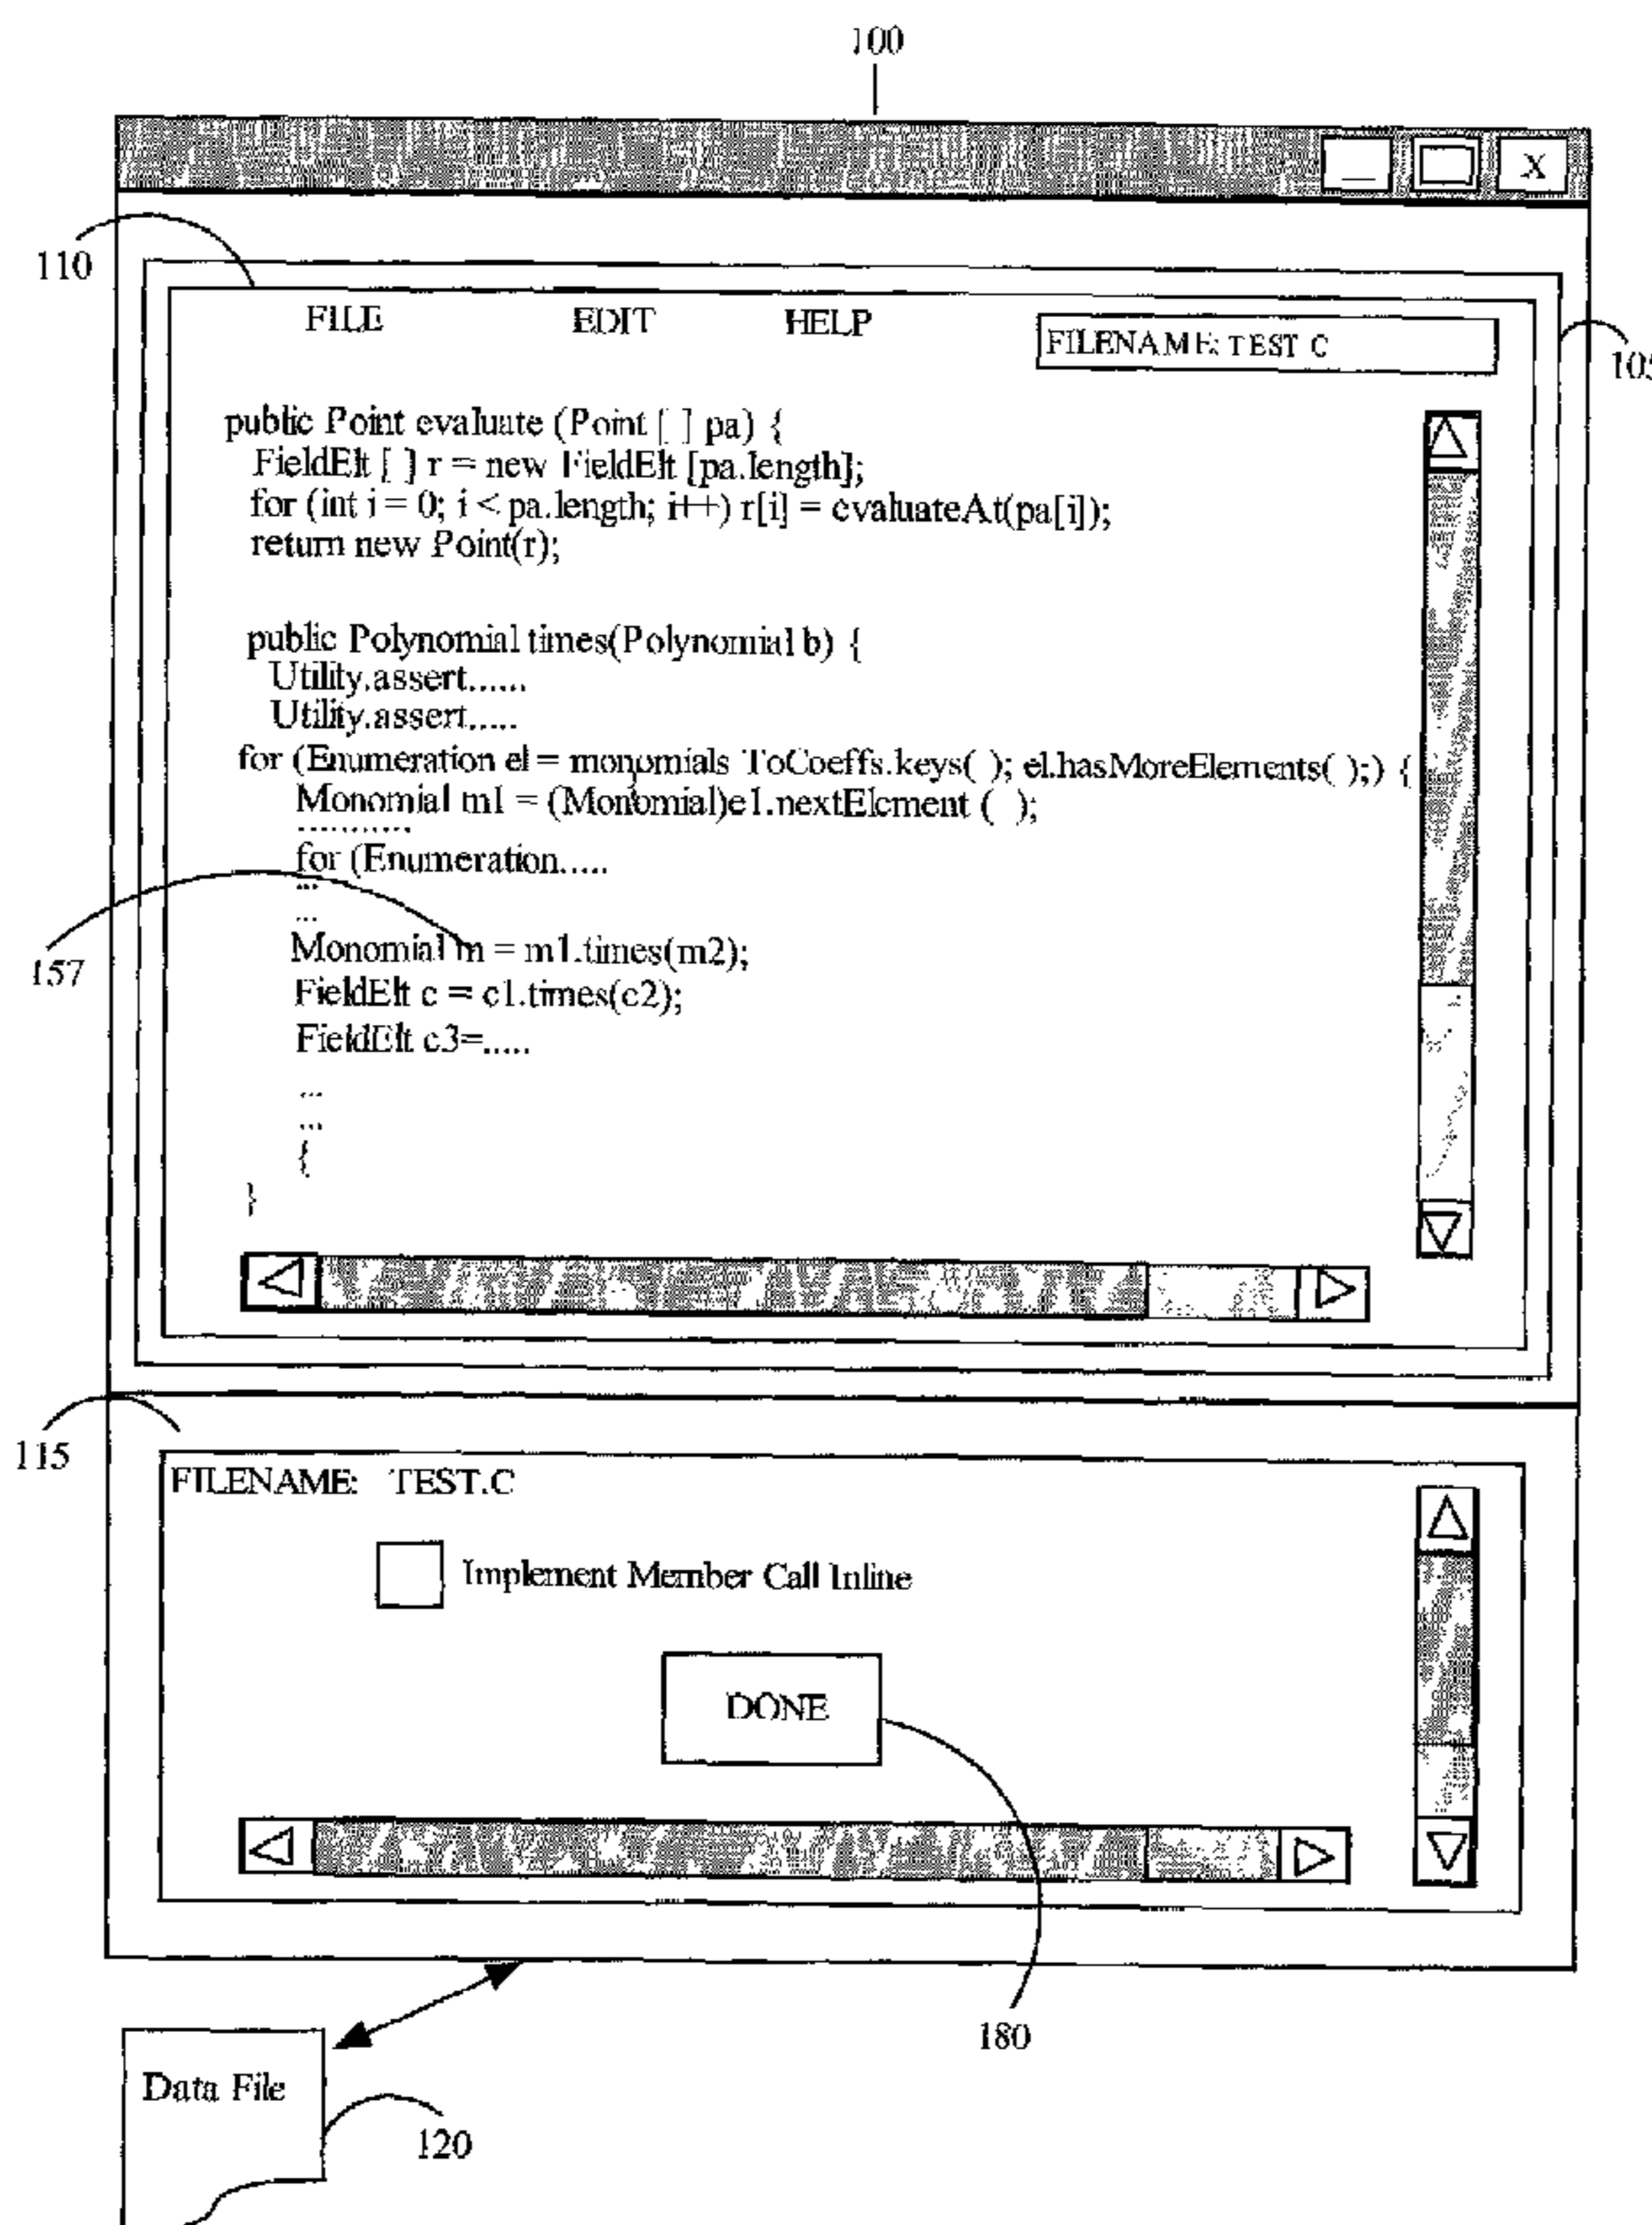 100
X
110
FILE EDIT HELP FILENAME: TEST C
105
public Point evaluate (Point [ ] pa) {
FieldElt [ ] r = new FieldElt [pa.length];
for (int i = 0; i < pa.length; i++) r[i] = evaluateAt(pa[i]);
return new Point(r);
public Polynomial times(Polynomial b) {
Utility.assert......
Utility.assert.....
for (Enumeration el = monomials ToCoeffs.keys( ); el.hasMoreElements( );) {
Monomial m1 = (Monomial)e1.nextElement ( );
...........
for (Enumeration.....
...
...
157
Monomial m = m1.times(m2);
FieldElt c = c1.times(c2);
FieldElt c3=.....
...
...
{
}
115
FILENAME: TEST.C
Implement Member Call Inline
DONE
180
Data File
120